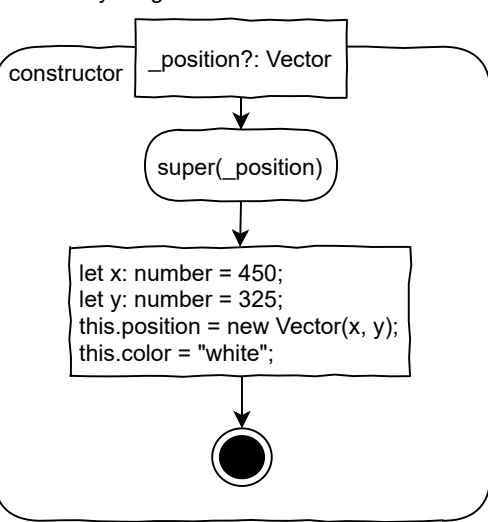 constructor
_position?: Vector
super(_position)
let x: number = 450;
let y: number = 325;
this.position = new Vector(x, y);
this.color = "white";